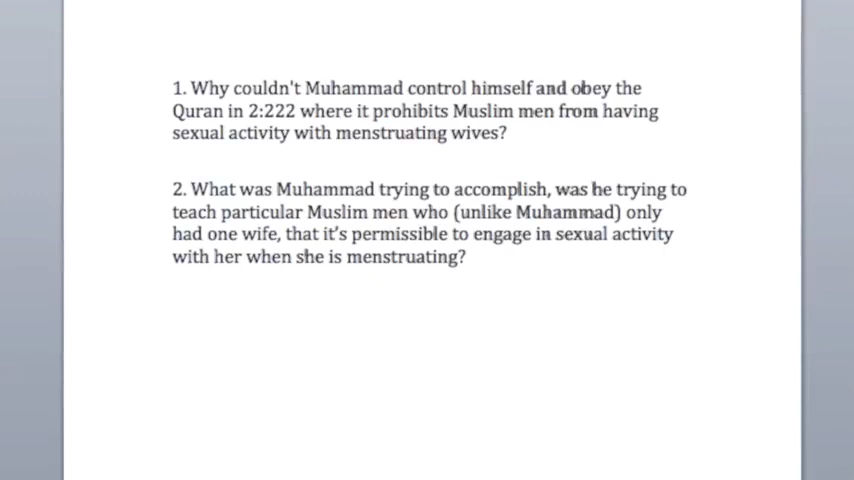 1. Why couldn't Muhammad control himself and obey the
Quran in 2:222 where it prohibits Muslim men from having
sexual activity with menstruating wives?
2. What was Muhammad trying to accomplish, was he trying to
teach particular Muslim men who (unlike Muhammad) only
had one wife, that it's permissible to engage in sexual activity
with her when she is menstruating?